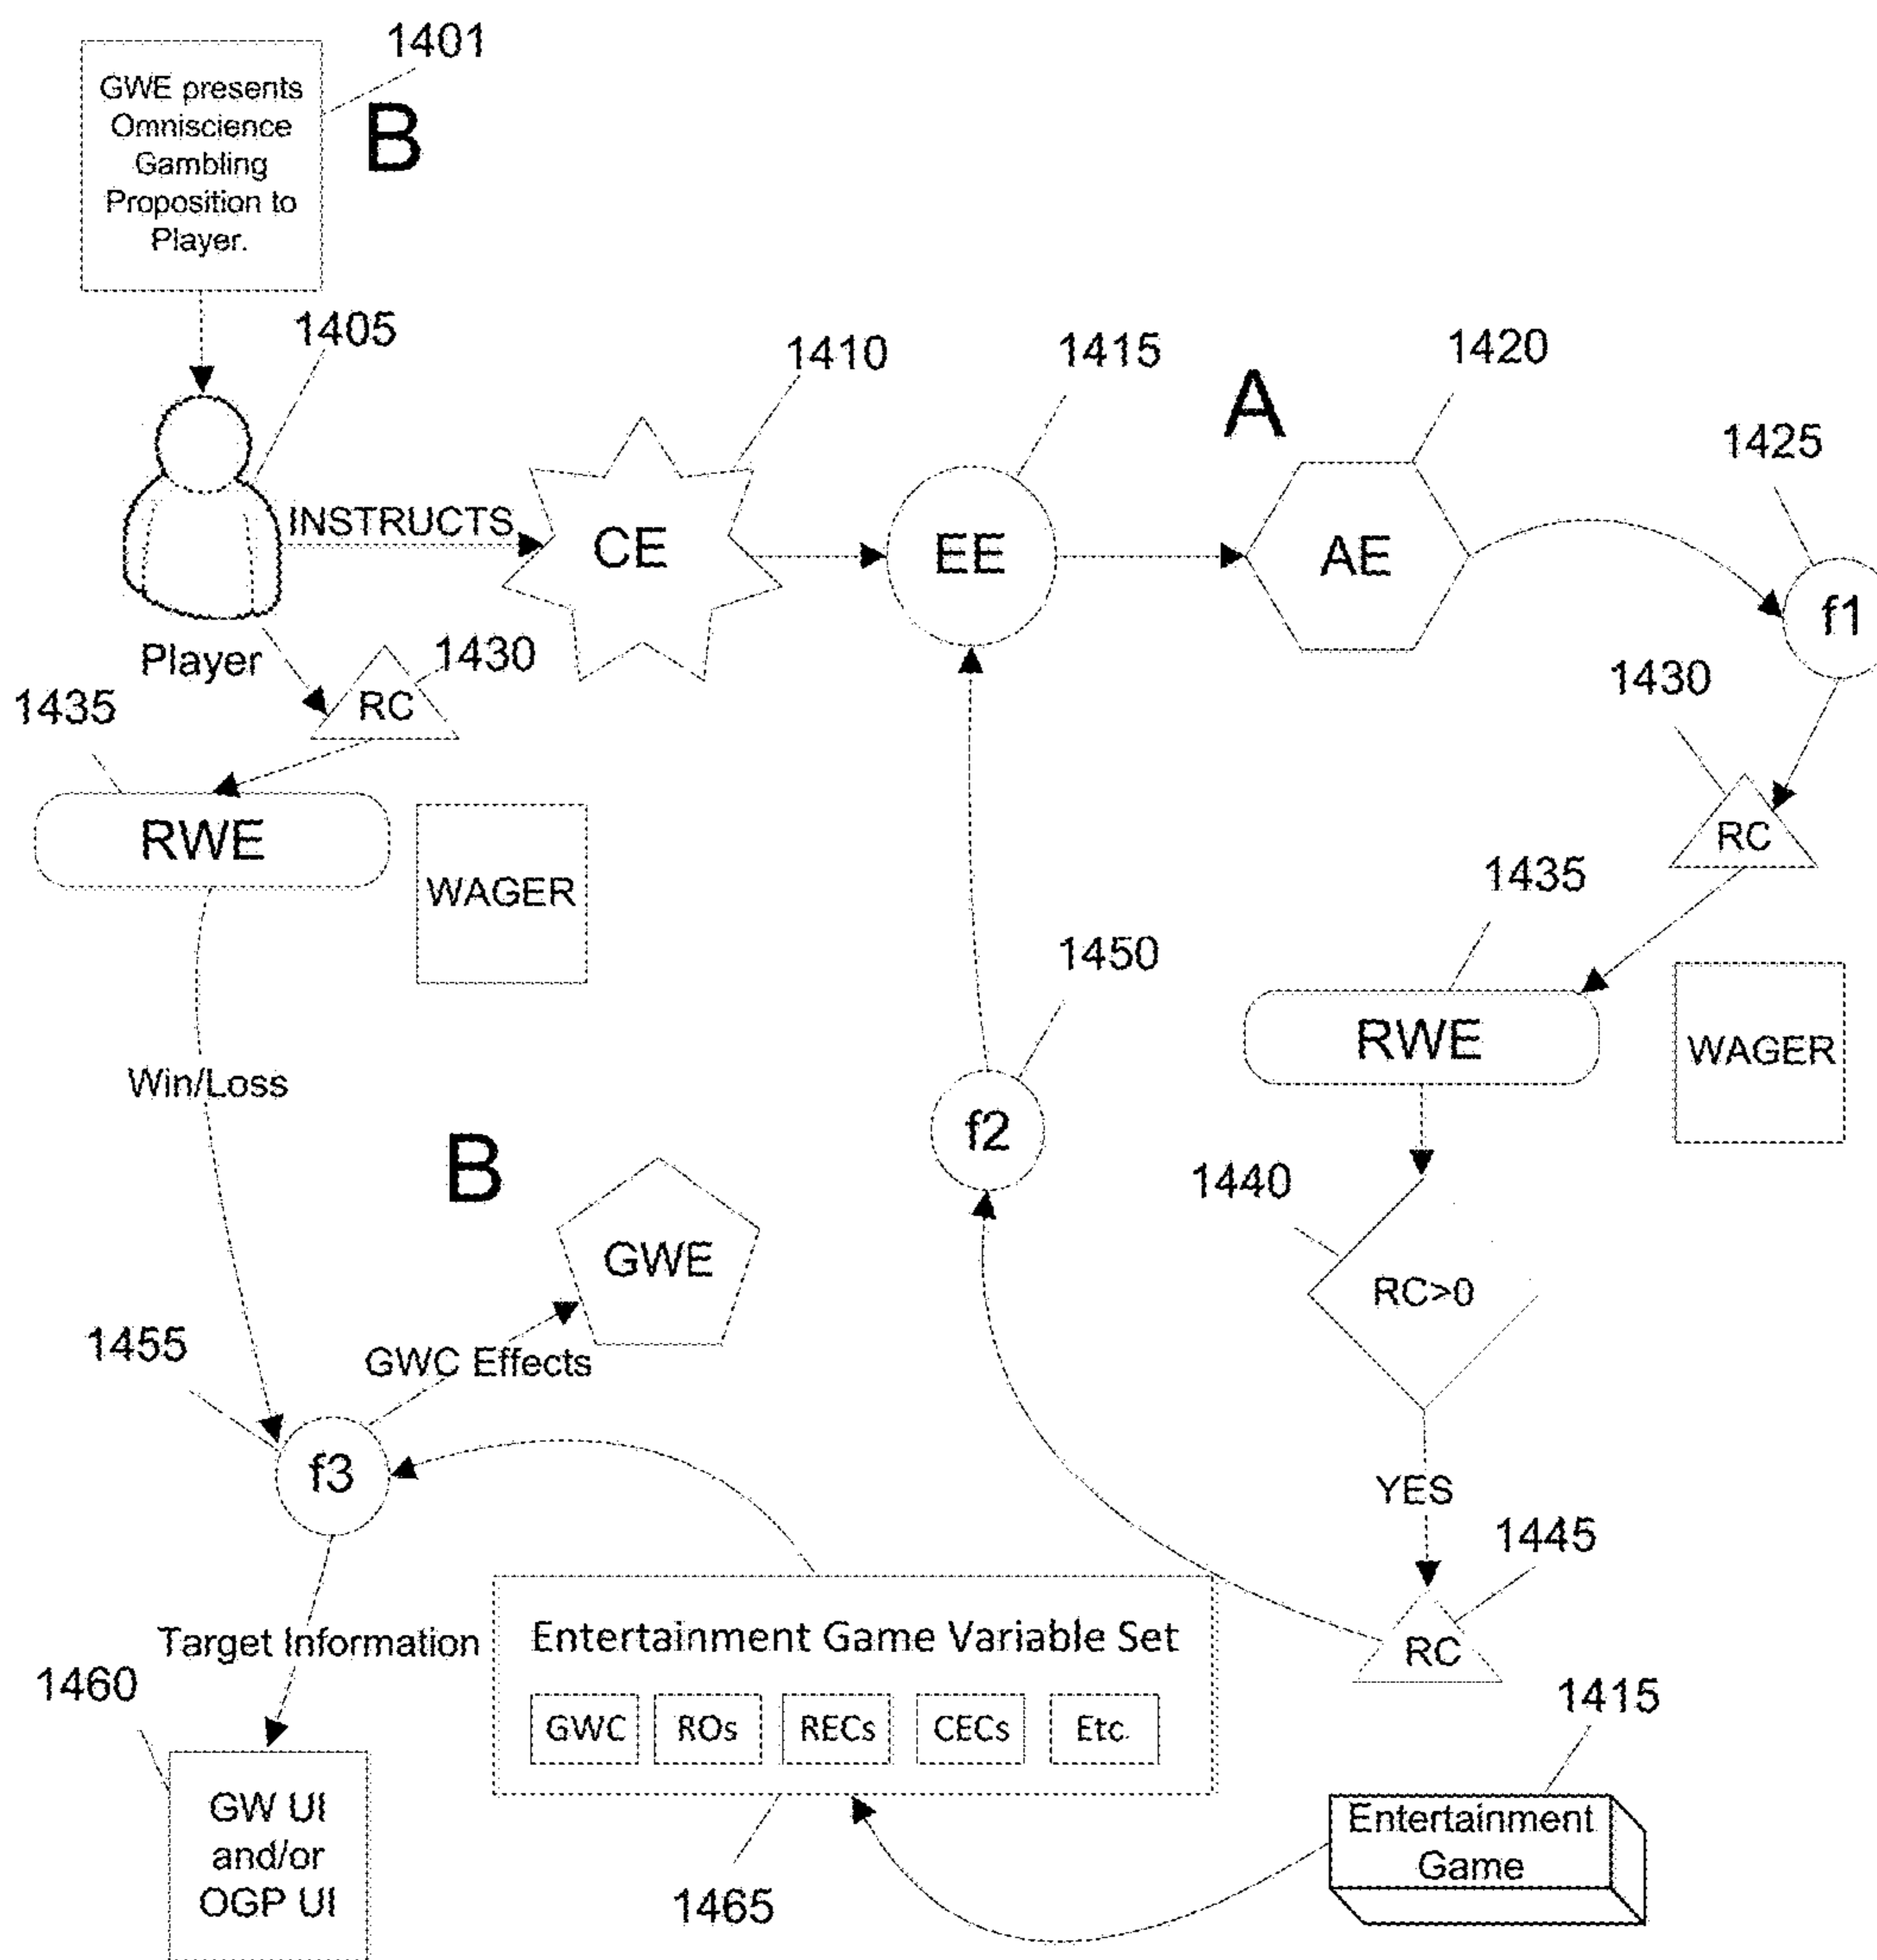 1401
GWE presents
Omniscience
Gambling
Proposition to
Player.
B
1405
1410
1415
A
1420
1425
INSTRUCTS
CE
EE
AE
f1
Player
1430
RC
1435
RWE
WAGER
1430
RC
1435
RWE
WAGER
1450
f2
Win/Loss
B
GWE
1440
RC>0
1455
GWC Effects
f3
YES
1445
RC
Target Information
Entertainment Game Variable Set
GWC ROs RECs CECs Etc.
1460
GW UI
and/or
OGP UI
1465
1415
Entertainment
Game